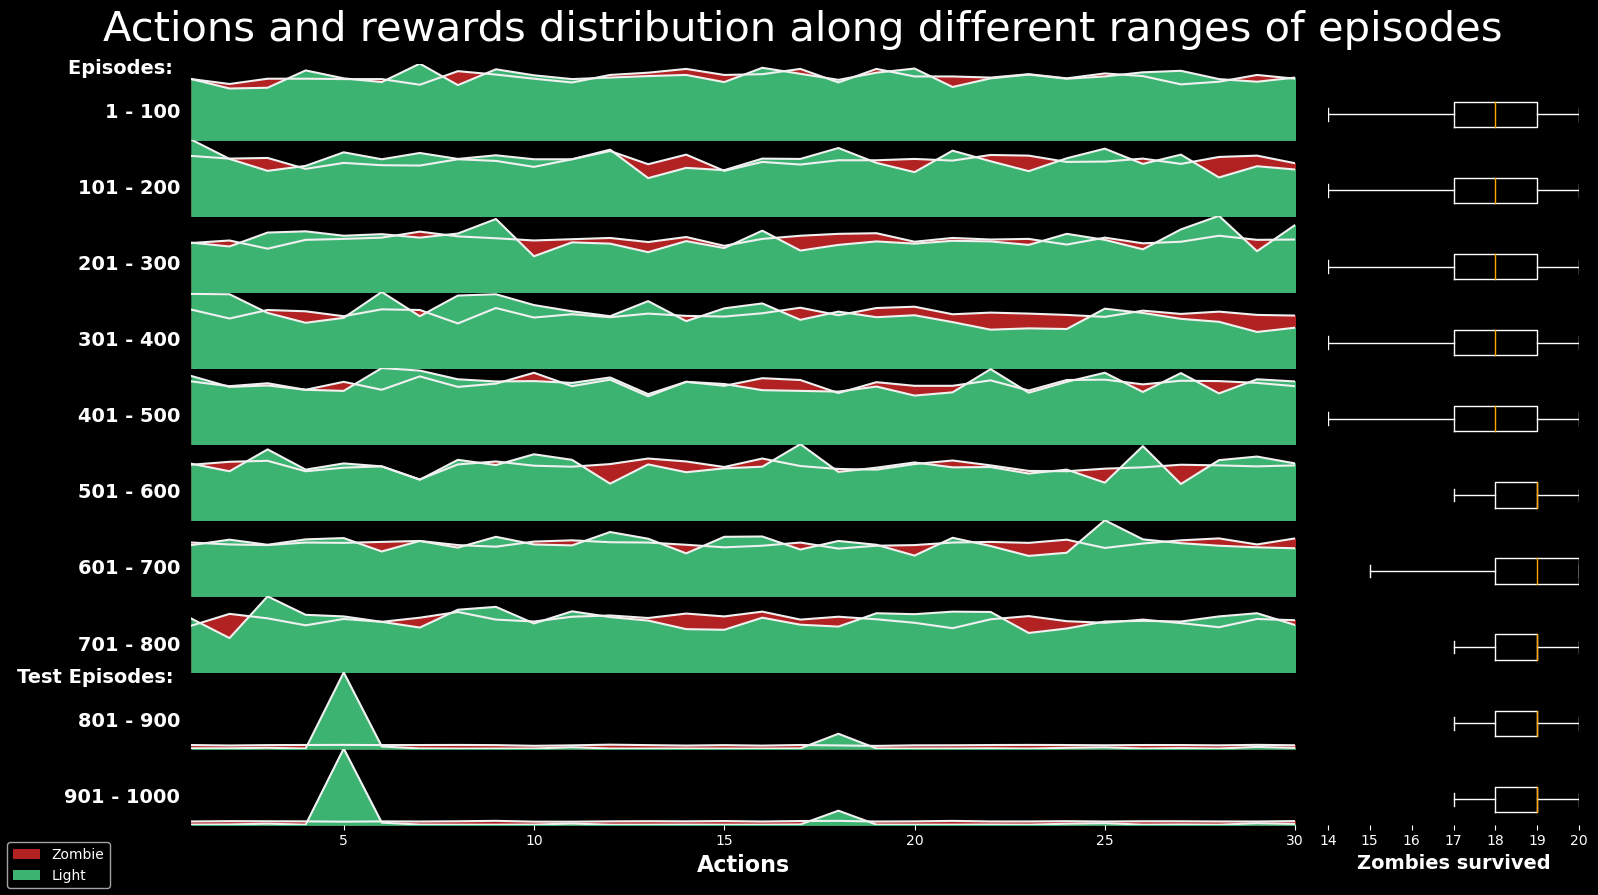 Actions and rewards distribution along different ranges of episodes
Episodes:
1 - 100
101 - 200
201 - 300
301 - 400
401 - 500
501 - 600
601 - 700
701 - 800
Test Episodes:
801 - 900
901 - 1000
5 10 15 20 25 30
14 15 16 17 18 19 20
Actions
Zombies survived
Zombie
Light